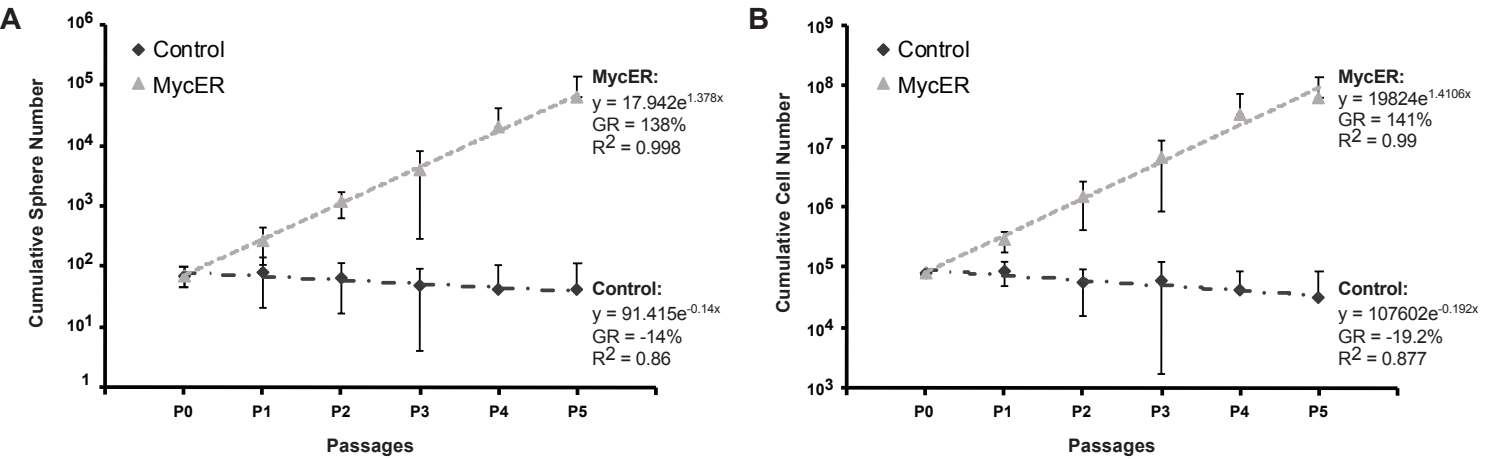 A
Cumulative Sphere Number
10⁶
10⁵
10⁴
10³
10²
10¹
1
Control
MycER
MycER:
y = 17.942e^1.378x
GR = 138%
R² = 0.998
Control:
y = 91.415e^-0.14x
GR = -14%
R² = 0.86
P0 P1 P2 P3 P4 P5
Passages
B
Cumulative Cell Number
10⁹
10⁸
10⁷
10⁶
10⁵
10⁴
10³
Control
MycER
MycER:
y = 19824e^1.4106x
GR = 141%
R² = 0.99
Control:
y = 107602e^-0.192x
GR = -19.2%
R² = 0.877
P0 P1 P2 P3 P4 P5
Passages